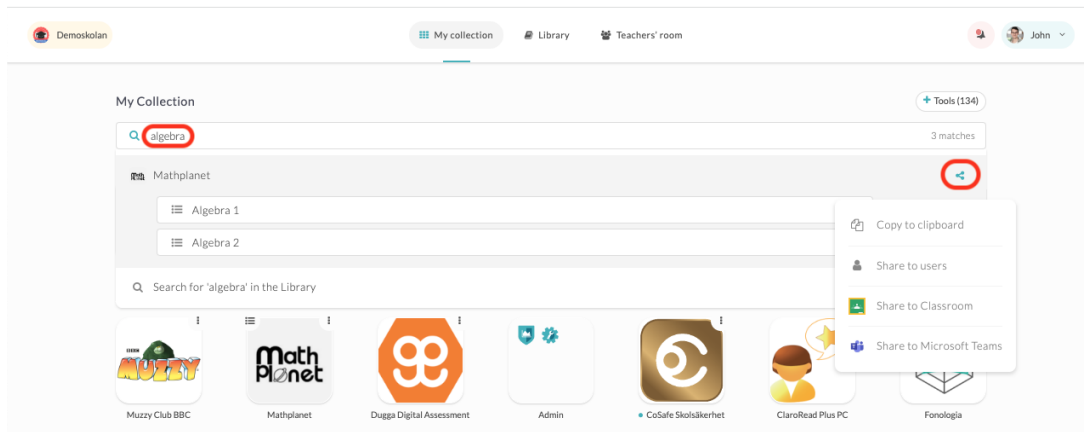 Demoskolan
My collection
Library
Teachers' room
John
My Collection
+ Tools (134)
algebra
3 matches
Mathplanet
Algebra 1
Algebra 2
Search for 'algebra' in the Library
Copy to clipboard
Share to users
Share to Classroom
Share to Microsoft Teams
MUZZY
Math
Planet
Muzzy Club BBC
Mathplanet
Dugga Digital Assessment
Admin
CoSafe Skolsäkerhet
ClaroRead Plus PC
Fonologia